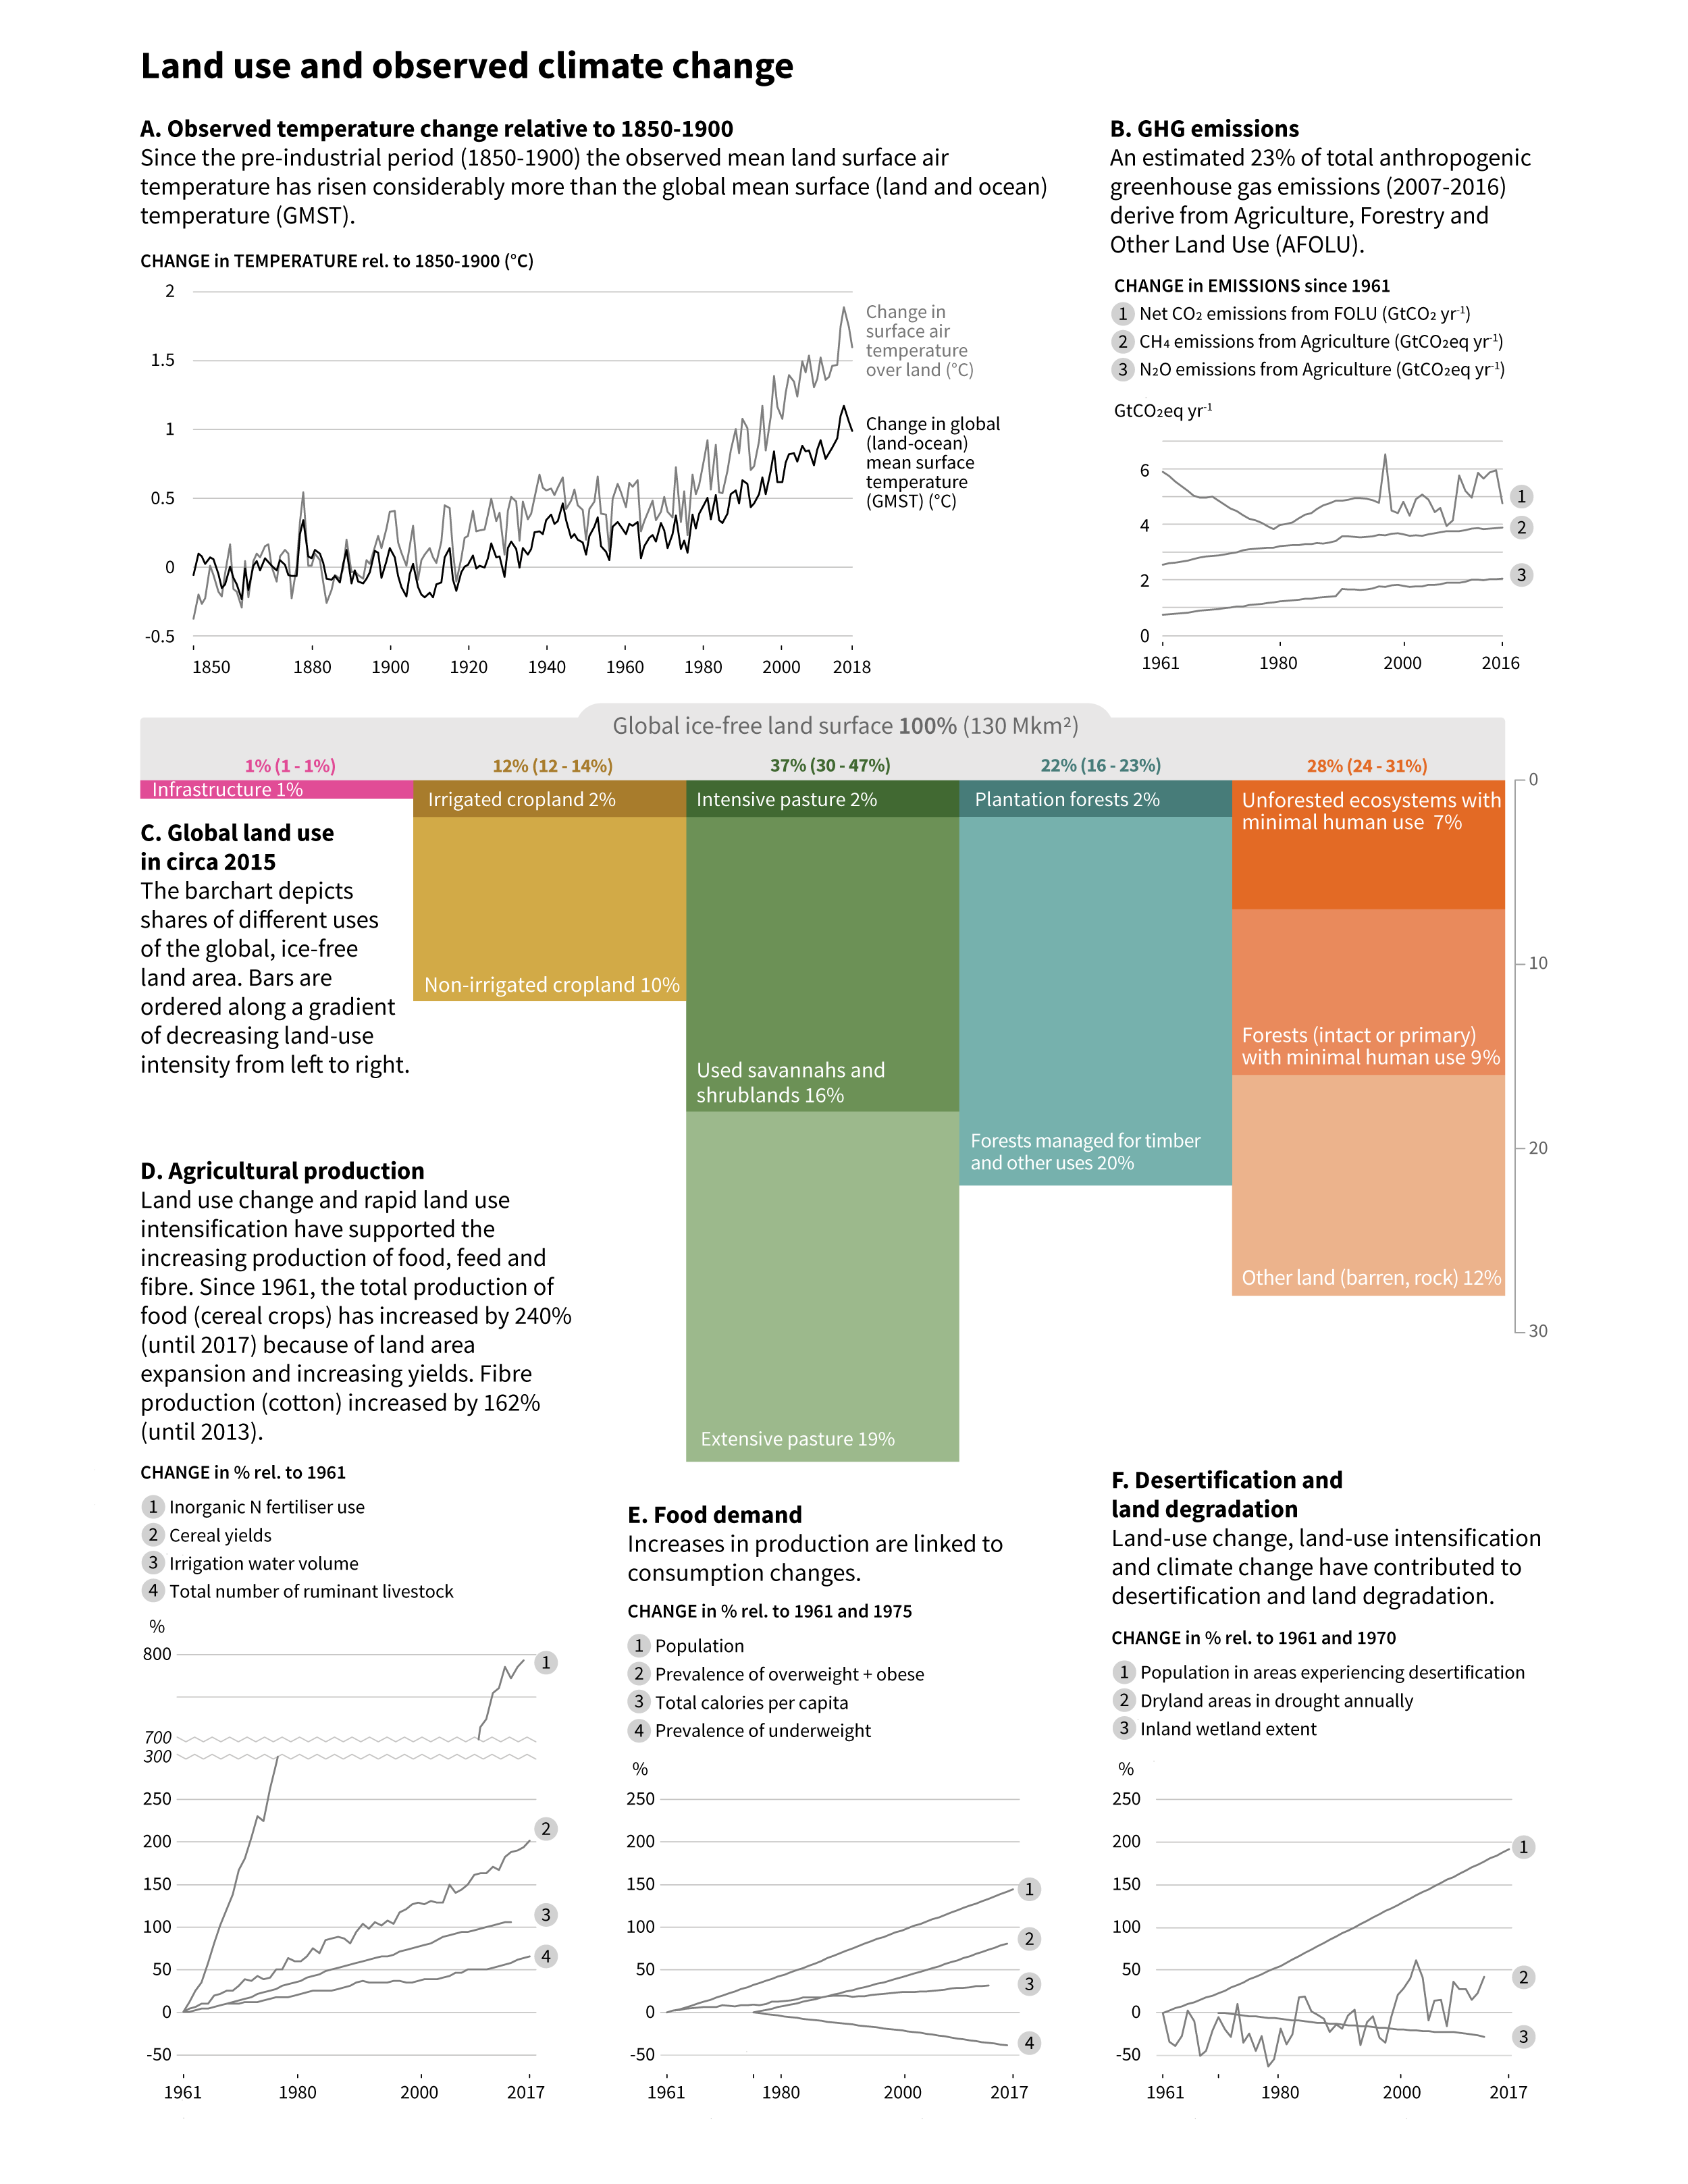 Land use and observed climate change
A. Observed temperature change relative to 1850-1900
Since the pre-industrial period (1850-1900) the observed mean land surface air
temperature has risen considerably more than the global mean surface (land and ocean)
temperature (GMST).
CHANGE in TEMPERATURE rel. to 1850-1900 (°C)
2
1.5
1
0.5
0
-0.5
1850 1880 1900 1920 1940 1960 1980 2000 2018
Change in
surface air
temperature
over land (°C)
Change in global
(land-ocean)
mean surface
temperature
(GMST) (°C)
B. GHG emissions
An estimated 23% of total anthropogenic
greenhouse gas emissions (2007-2016)
derive from Agriculture, Forestry and
Other Land Use (AFOLU).
CHANGE in EMISSIONS since 1961
1 Net CO₂ emissions from FOLU (GtCO₂ yr⁻¹)
2 CH₄ emissions from Agriculture (GtCO₂eq yr⁻¹)
3 N₂O emissions from Agriculture (GtCO₂eq yr⁻¹)
GtCO₂eq yr⁻¹
6
4
2
0
1
2
3
1961 1980 2000 2016
Global ice-free land surface 100% (130 Mkm²)
1% (1 - 1%) 12% (12 - 14%) 37% (30 - 47%) 22% (16 - 23%) 28% (24 - 31%)
Infrastructure 1%
Irrigated cropland 2%
Non-irrigated cropland 10%
Intensive pasture 2%
Used savannahs and
shrublands 16%
Extensive pasture 19%
Plantation forests 2%
Forests managed for timber
and other uses 20%
Unforested ecosystems with
minimal human use 7%
Forests (intact or primary)
with minimal human use 9%
Other land (barren, rock) 12%
0
10
20
30
C. Global land use
in circa 2015
The barchart depicts
shares of different uses
of the global, ice-free
land area. Bars are
ordered along a gradient
of decreasing land-use
intensity from left to right.
D. Agricultural production
Land use change and rapid land use
intensification have supported the
increasing production of food, feed and
fibre. Since 1961, the total production of
food (cereal crops) has increased by 240%
(until 2017) because of land area
expansion and increasing yields. Fibre
production (cotton) increased by 162%
(until 2013).
CHANGE in % rel. to 1961
1 Inorganic N fertiliser use
2 Cereal yields
3 Irrigation water volume
4 Total number of ruminant livestock
%
800
700
300
250
200
150
100
50
0
-50
1
2
3
4
1961 1980 2000 2017
E. Food demand
Increases in production are linked to
consumption changes.
CHANGE in % rel. to 1961 and 1975
1 Population
2 Prevalence of overweight + obese
3 Total calories per capita
4 Prevalence of underweight
%
250
200
150
100
50
0
-50
1
2
3
4
1961 1980 2000 2017
F. Desertification and
land degradation
Land-use change, land-use intensification
and climate change have contributed to
desertification and land degradation.
CHANGE in % rel. to 1961 and 1970
1 Population in areas experiencing desertification
2 Dryland areas in drought annually
3 Inland wetland extent
%
250
200
150
100
50
0
-50
1
2
3
1961 1980 2000 2017